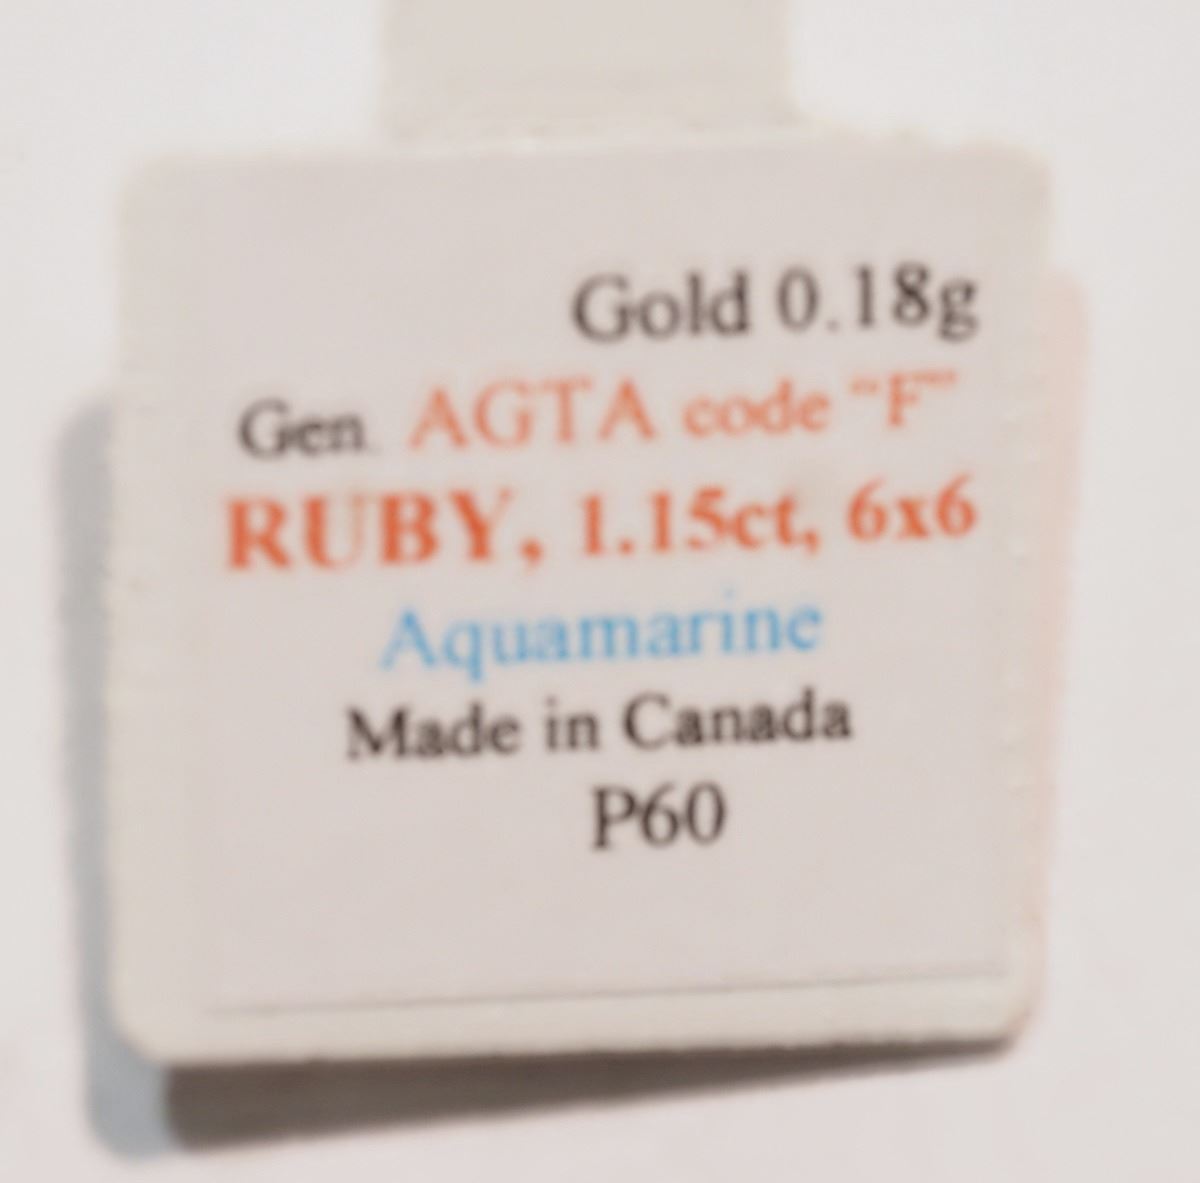 Gold 0.18g
Gen. AGTA code “F”
RUBY, 1.15ct, 6x6
Aquamarine
Made in Canada
P60